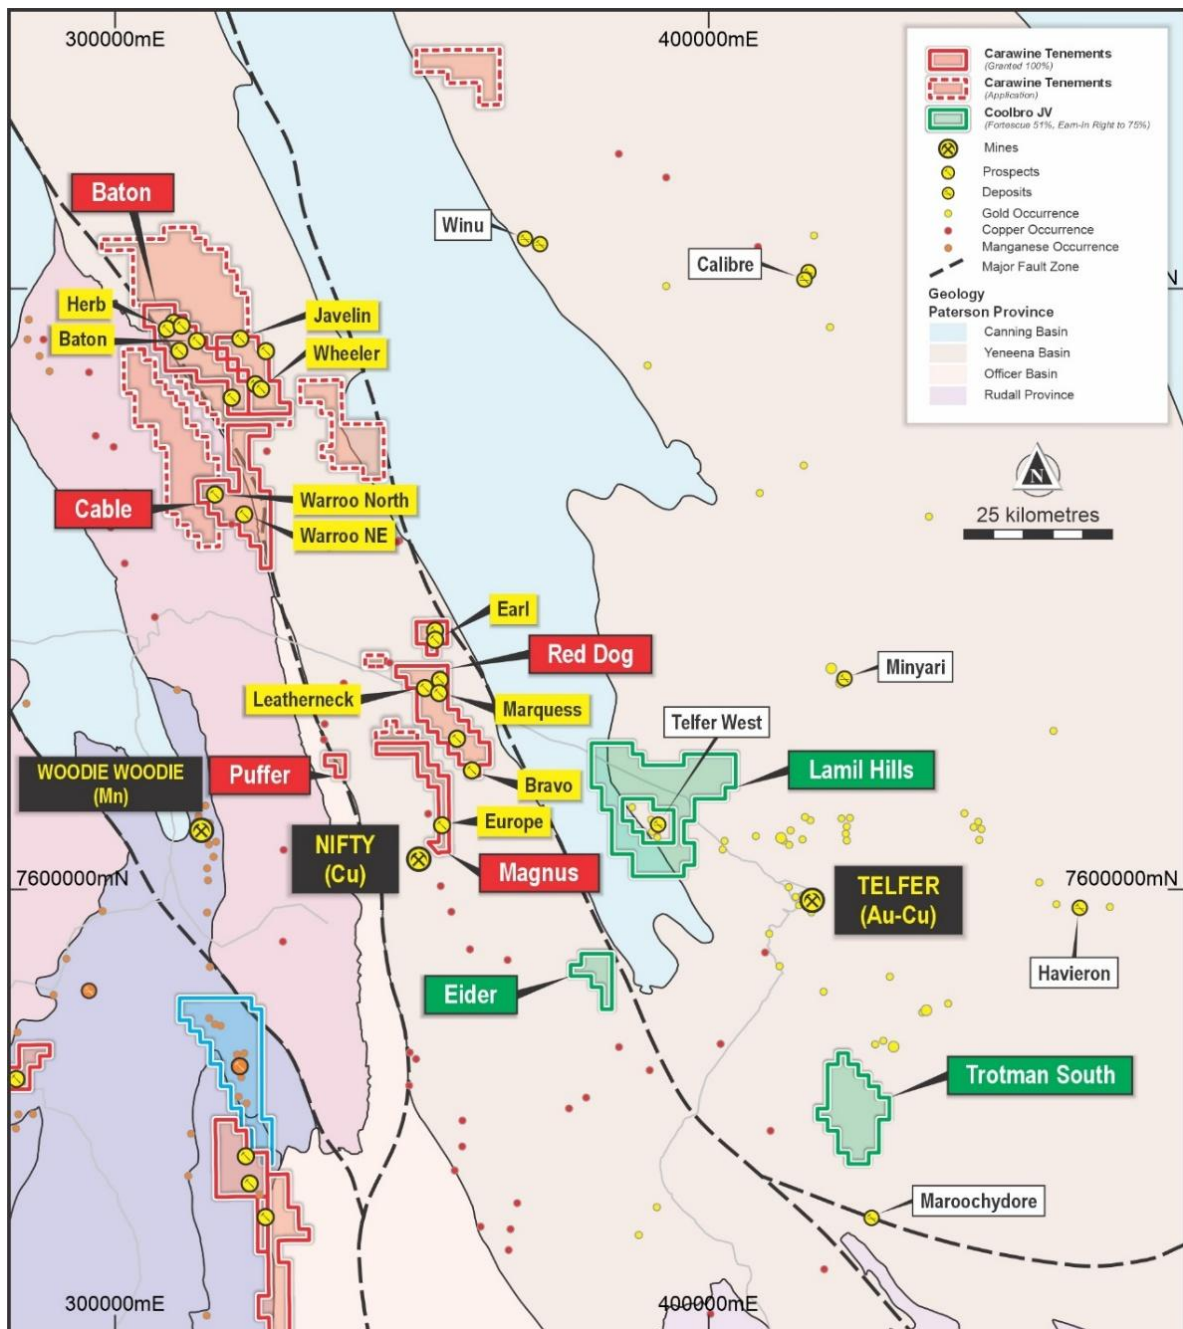 300000mE
400000mE
Carawine Tenements
(Granted 100%)
Carawine Tenements
(Application)
Coolbro JV
(Fortescue 51%, Earn-In Right to 75%)
Mines
Prospects
Deposits
Gold Occurrence
Copper Occurrence
Manganese Occurrence
Major Fault Zone
Geology
Paterson Province
Canning Basin
Yeneena Basin
Officer Basin
Rudall Province
N
25 kilometres
N
Baton
Winu
Calibre
Herb
Javelin
Baton
Wheeler
Cable
Warroo North
Warroo NE
Earl
Red Dog
Minyari
Leatherneck
Marquess
Telfer West
WOODIE WOODIE
(Mn)
Puffer
Bravo
Lamil Hills
Europe
NIFTY
(Cu)
Magnus
7600000mN
7600000mN
TELFER
(Au-Cu)
Havieron
Eider
Trotman South
Maroochydore
300000mE
400000mE